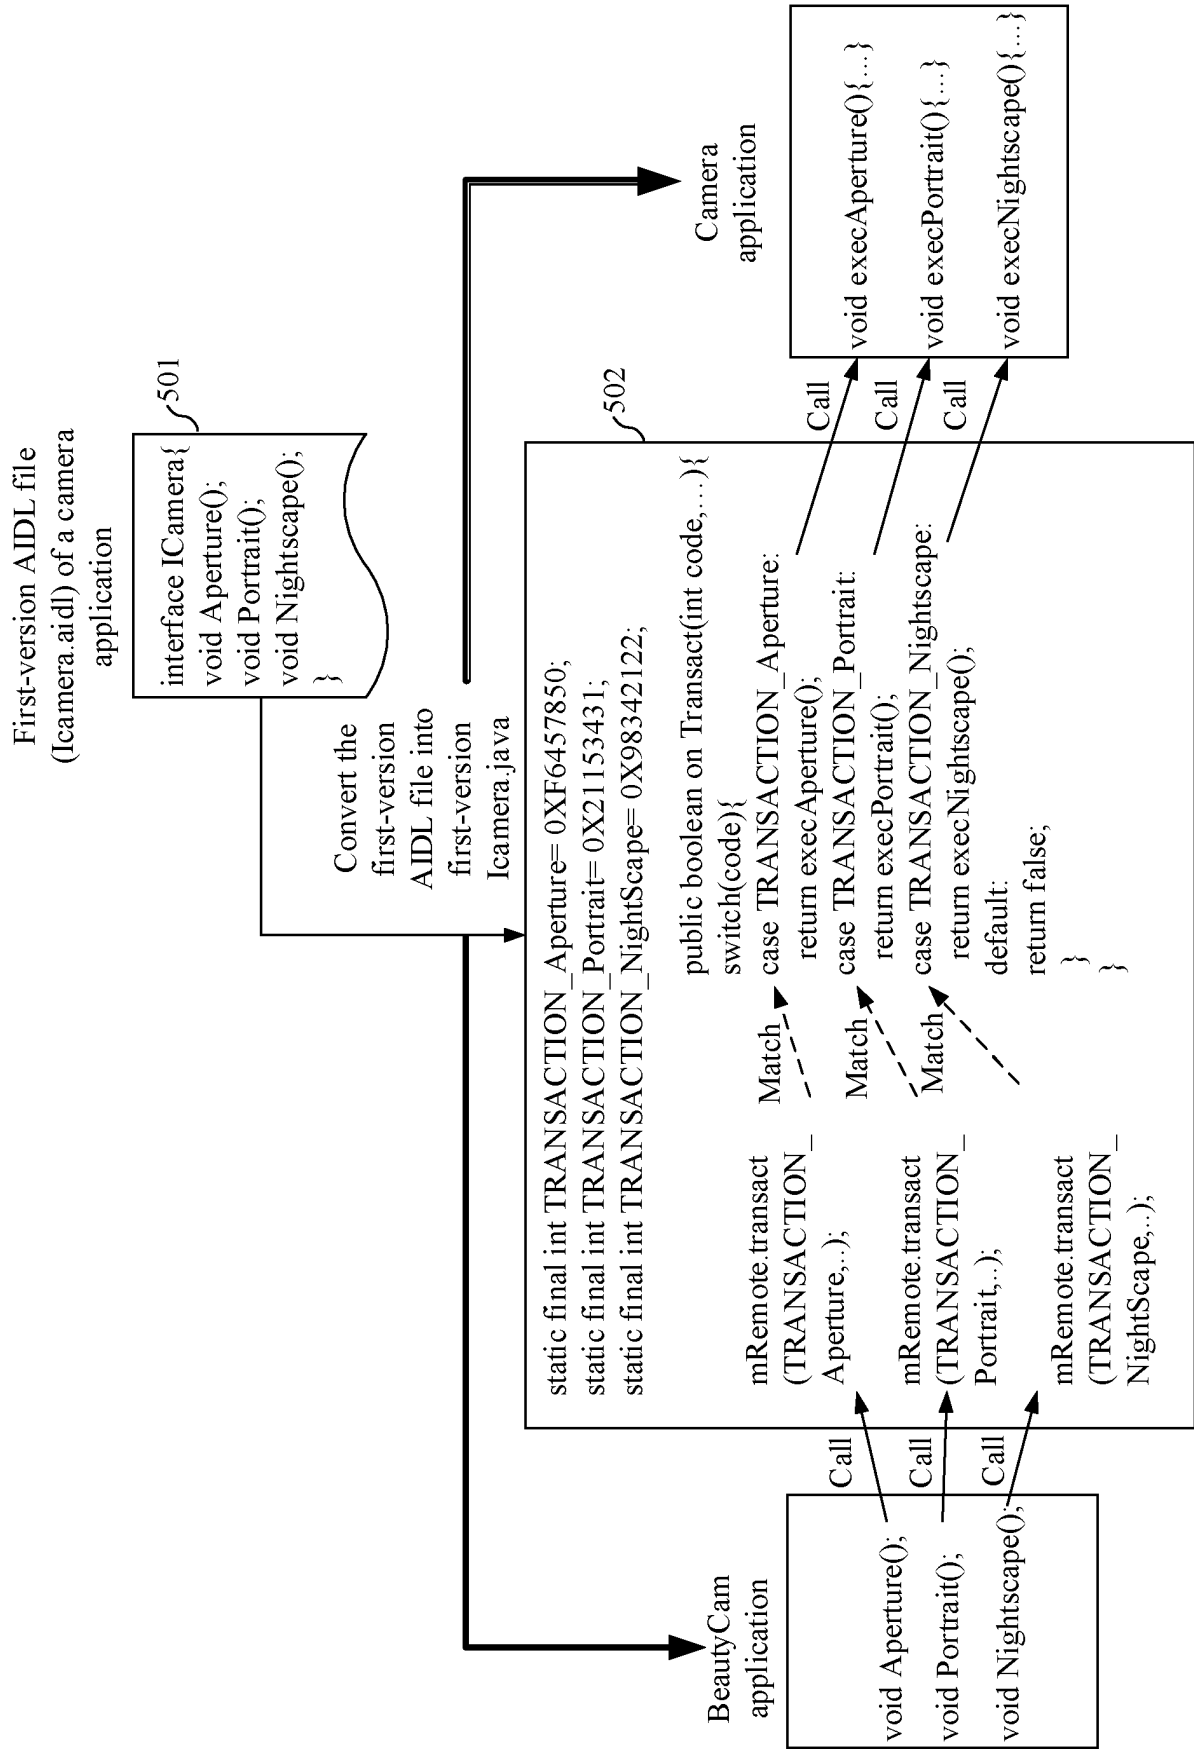 First-version AIDL file
(Icamera.aidl) of a camera
application
501
interface ICamera{
void Aperture();
void Portrait();
void Nightscape();
}
Convert the
first-version
AIDL file into
first-version
Icamera.java
502
static final int TRANSACTION_Aperture= 0XF6457850;
static final int TRANSACTION_Portrait= 0X21153431;
static final int TRANSACTION_NightScape= 0X98342122;
public boolean on Transact(int code,…){
switch(code){
case TRANSACTION_Aperture:
return execAperture();
case TRANSACTION_Portrait:
return execPortrait();
case TRANSACTION_Nightscape:
return execNightscape();
default:
return false;
}
}
Match
Match
Match
mRemote.transact
(TRANSACTION_
Aperture,..);
mRemote.transact
(TRANSACTION_
Portrait,..);
mRemote.transact
(TRANSACTION_
NightScape,..);
BeautyCam
application
void Aperture();
void Portrait();
void Nightscape();
Call
Call
Call
Camera
application
void execAperture(){…}
void execPortrait(){…}
void execNightscape(){…}
Call
Call
Call